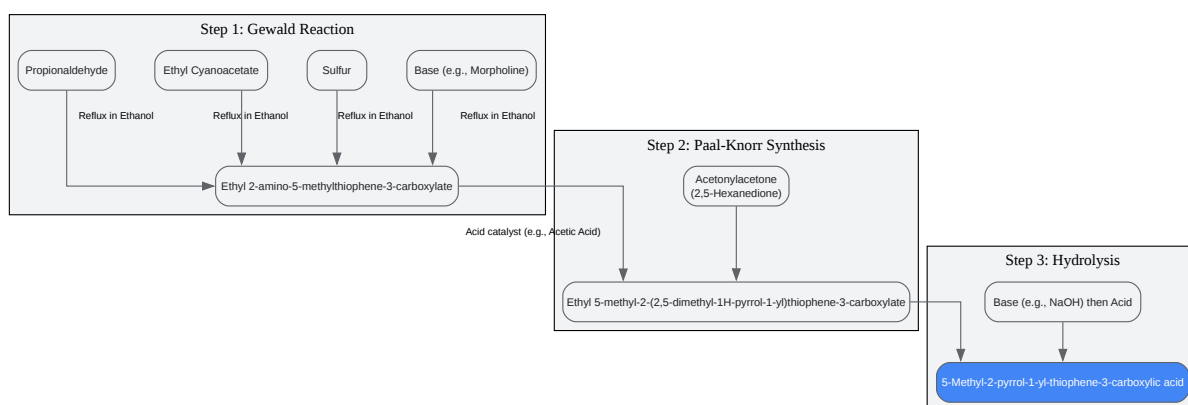 Step 1: Gewald Reaction
Propionaldehyde
Ethyl Cyanoacetate
Sulfur
Base (e.g., Morpholine)
Reflux in Ethanol
Reflux in Ethanol
Reflux in Ethanol
Reflux in Ethanol
Ethyl 2-amino-5-methylthiophene-3-carboxylate
Step 2: Paal-Knorr Synthesis
Acetonylacetone
(2,5-Hexanedione)
Acid catalyst (e.g., Acetic Acid)
Ethyl 5-methyl-2-(2,5-dimethyl-1H-pyrrol-1-yl)thiophene-3-carboxylate
Step 3: Hydrolysis
Base (e.g., NaOH) then Acid
5-Methyl-2-pyrrol-1-yl-thiophene-3-carboxylic acid